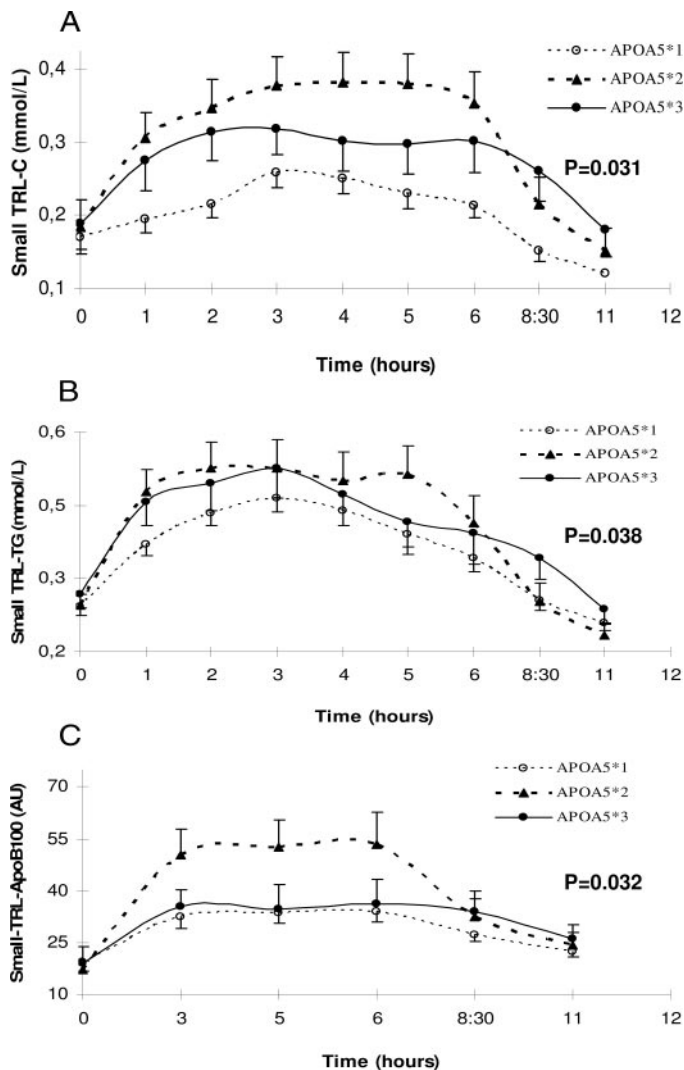 A
Small TRL-C (mmol/L)
0,4
0,3
0,2
0,1
APOA5*1
APOA5*2
APOA5*3
P=0.031
0 1 2 3 4 5 6 8:30 11 12
Time (hours)
B
Small TRL-TG (mmol/L)
0,6
0,5
0,3
0,2
APOA5*1
APOA5*2
APOA5*3
P=0.038
0 1 2 3 4 5 6 8:30 11 12
Time (hours)
C
Small-TRL-ApoB100 (AU)
70
55
40
25
10
APOA5*1
APOA5*2
APOA5*3
P=0.032
0 3 5 6 8:30 11 12
Time (hours)